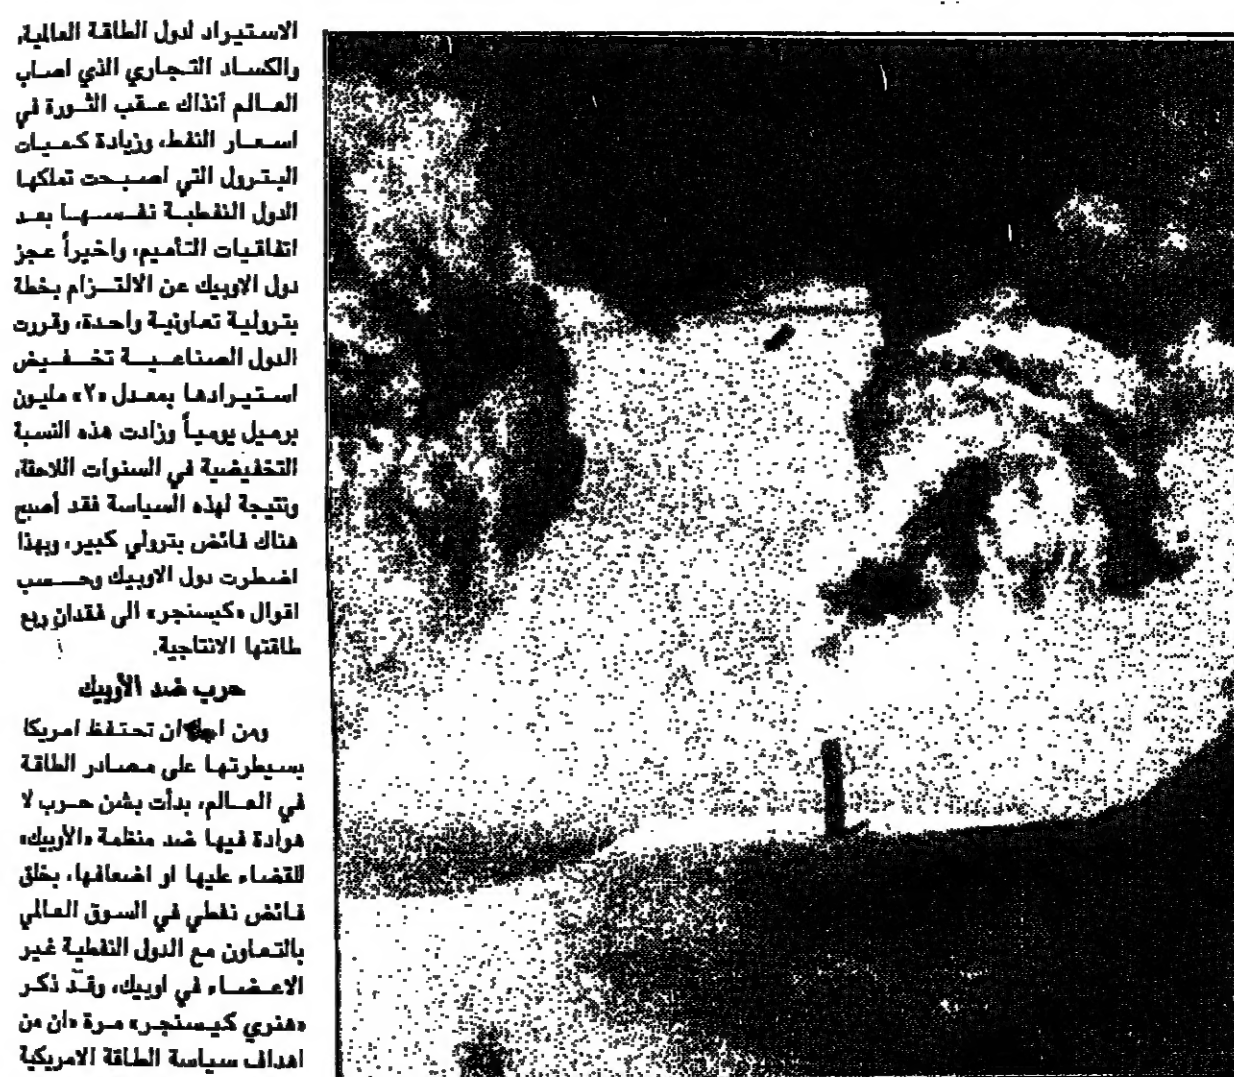 الاستيراد لدول الطاقة العالمية،
والكساد التجاري الذي اصاب
العالم أنذاك عقب الثورة في
اسعار النفط، وزيادة كميات
البترول التي اصبحت تملكها
الدول النفطية نفسها بعد
اتفاقيات التأميم، واخيراً عجز
دول الاوبيك عن الالتزام بخطة
بترولية تعاونية واحدة، وقررت
الدول الصناعية تخفيض
استيرادها بمعدل «٢» مليون
برميل يومياً وزادت هذه النسبة
التخفيضية في السنوات اللاحقة،
ونتيجة لهذه السياسة فقد أصبح
هناك فائض بترولي كبير، وبهذا
اضطرت دول الاوبيك وحسب
اقوال «كيسنجر» الى فقدان ربع
طاقتها الانتاجية.
حرب ضد الأوبيك
ومن اجل ان تحتفظ امريكا
بسيطرتها على مصادر الطاقة
في العالم، بدأت بشن حرب لا
هوادة فيها ضد منظمة «الأوبيك»
للقضاء عليها او اضعافها، بخلق
فائض نفطي في السوق العالمي
بالتعاون مع الدول النفطية غير
الاعضاء في اوبيك، وقد ذكر
«هنري كيسنجر» مرة «ان من
اهداف سياسة الطاقة الامريكية